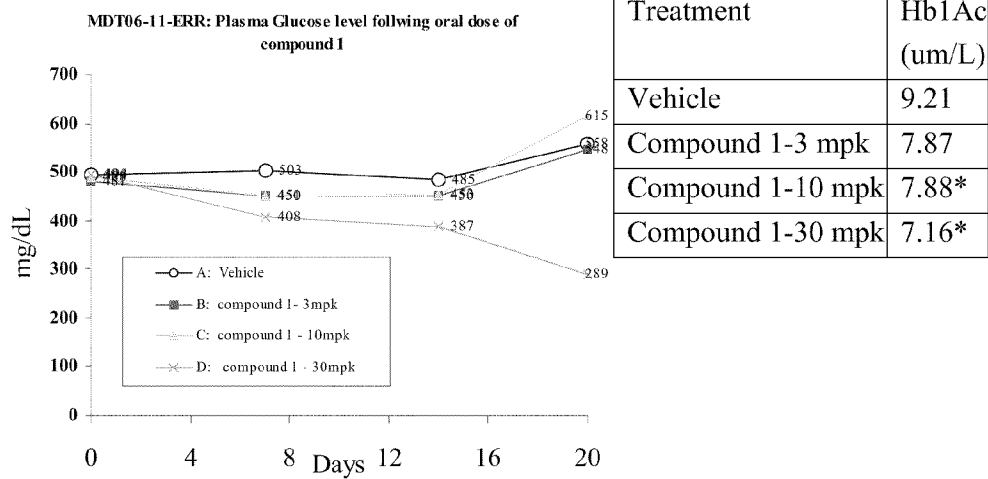 MDT06-11-ERR: Plasma Glucose level follwing oral dose of
compound 1
mg/dL
700
600
500
400
300
200
100
0
0 4 8 12 16 20
Days
503
485
558
548
615
451
450
450
408
387
289
A: Vehicle
B: compound 1- 3mpk
C: compound 1 - 10mpk
D: compound 1 - 30mpk
Treatment Hb1Ac
(um/L)
Vehicle 9.21
Compound 1-3 mpk 7.87
Compound 1-10 mpk 7.88*
Compound 1-30 mpk 7.16*